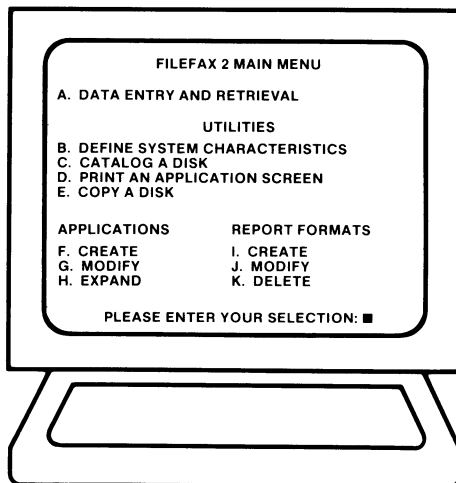 FILEFAX 2 MAIN MENU
A. DATA ENTRY AND RETRIEVAL
UTILITIES
B. DEFINE SYSTEM CHARACTERISTICS
C. CATALOG A DISK
D. PRINT AN APPLICATION SCREEN
E. COPY A DISK
APPLICATIONS
F. CREATE
G. MODIFY
H. EXPAND
REPORT FORMATS
I. CREATE
J. MODIFY
K. DELETE
PLEASE ENTER YOUR SELECTION: ■